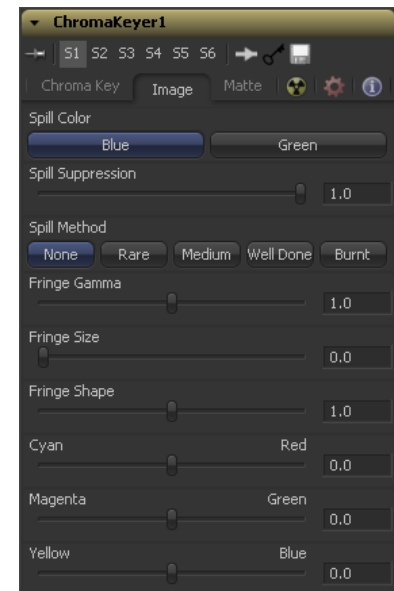 ChromaKeyer1
S1 S2 S3 S4 S5 S6
Chroma Key Image Matte
Spill Color
Blue Green
Spill Suppression
1.0
Spill Method
None Rare Medium Well Done Burnt
Fringe Gamma
1.0
Fringe Size
0.0
Fringe Shape
1.0
Cyan Red
0.0
Magenta Green
0.0
Yellow Blue
0.0